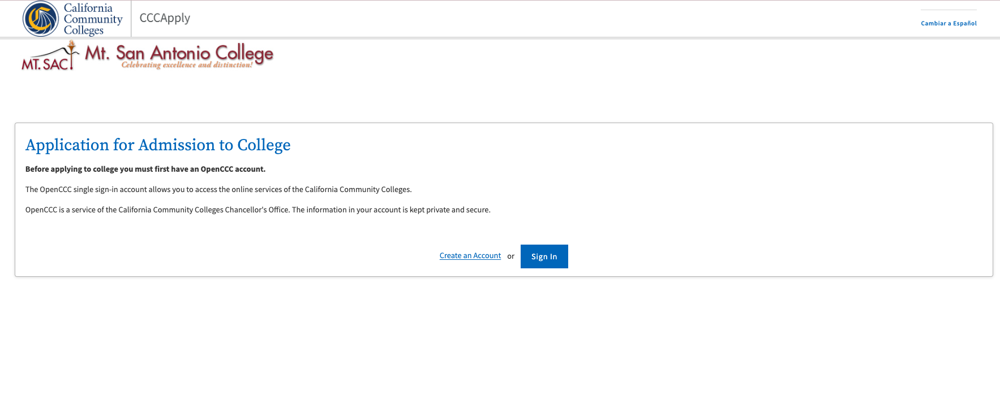 California
Community
Colleges
CCCApply
Cambiar a Español
MT. SAC
Mt. San Antonio College
Celebrating excellence and distinction!
Application for Admission to College
Before applying to college you must first have an OpenCCC account.
The OpenCCC single sign-in account allows you to access the online services of the California Community Colleges.
OpenCCC is a service of the California Community Colleges Chancellor's Office. The information in your account is kept private and secure.
Create an Account or Sign In